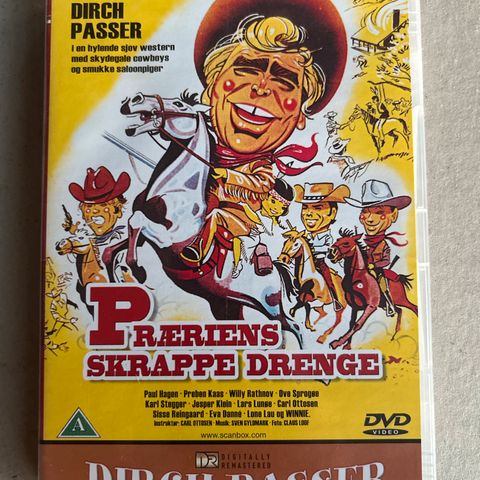 DIRCH
PASSER
i en hylende sjov western
med skydegale cowboys
og smukke saloonpiger
PRÆRIENS
SKRAPPE DRENGE
Paul Hagen · Preben Kaas · Willy Rathnov · Ove Sprogøe
Karl Stegger · Jesper Klein · Lars Lunøe · Carl Ottosen
Sisse Reingaard · Eva Danné · Lone Lau og WINNIE.
Instruktør: CARL OTTOSEN · Musik: SVEN GYLDMARK · Foto: CLAUS LOOF
www.scanbox.com
A
DVD
VIDEO
DR DIGITALLY
REMASTERED
DIRCH PASSER